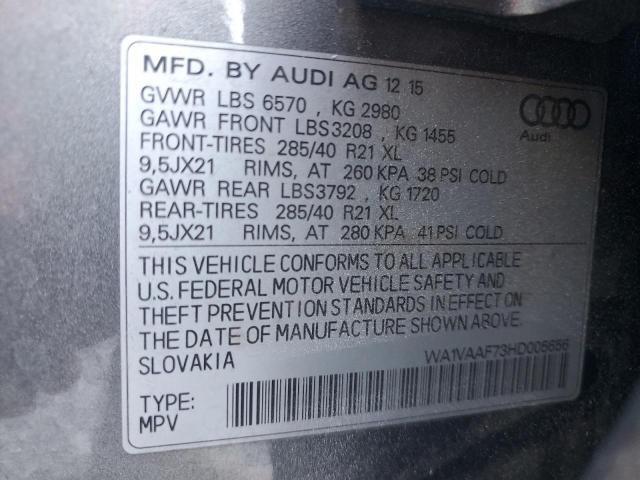 MFD. BY AUDI AG 12 15
GVWR LBS 6570 , KG 2980
GAWR FRONT LBS3208 , KG 1455
FRONT-TIRES 285/40 R21 XL
9,5JX21 RIMS, AT 260 KPA 38 PSI COLD
GAWR REAR LBS3792 , KG 1720
REAR-TIRES 285/40 R21 XL
9,5JX21 RIMS, AT 280 KPA 41 PSI COLD
Audi
THIS VEHICLE CONFORMS TO ALL APPLICABLE
U.S. FEDERAL MOTOR VEHICLE SAFETY AND
THEFT PREVENTION STANDARDS IN EFFECT ON
THE DATE OF MANUFACTURE SHOWN ABOVE.
SLOVAKIA
WA1VAAF73HD006656
TYPE:
MPV